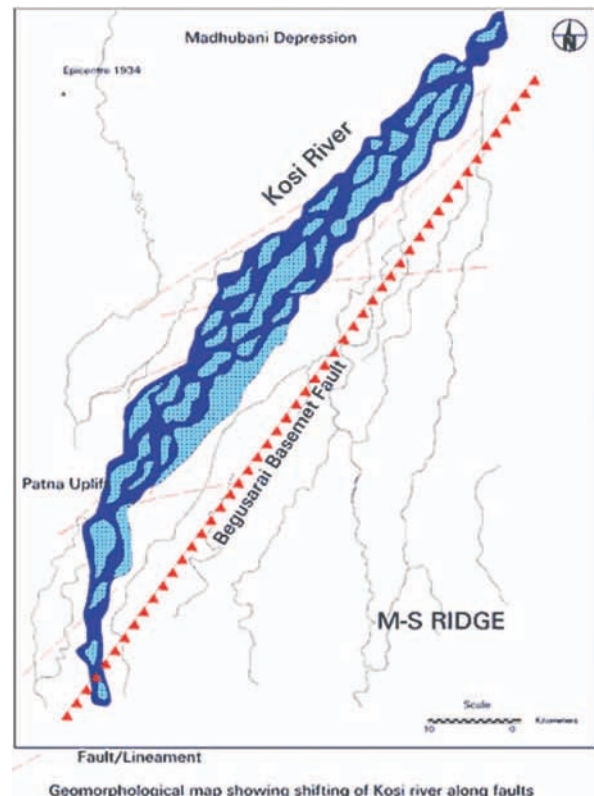 Madhubani Depression
N
Epicentre 1934
Kosi River
Begusarai Basemet Fault
Patna Uplift
M-S RIDGE
Scale
10 0 Kilometers
Fault/Lineament
Geomorphological map showing shifting of Kosi river along faults